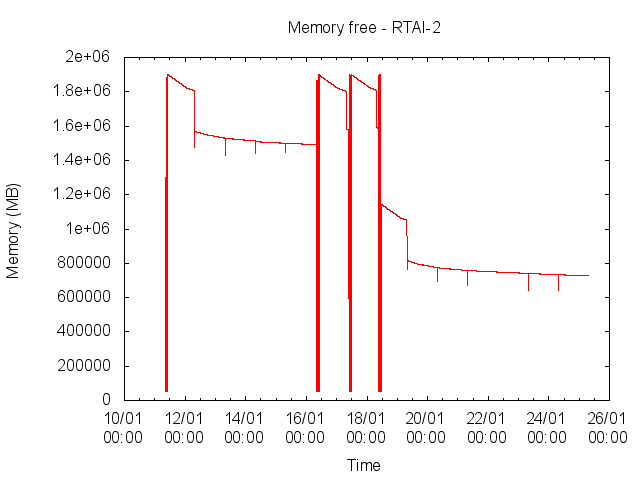 Memory free - RTAI-2
2e+06
1.8e+06
1.6e+06
1.4e+06
1.2e+06
1e+06
800000
600000
400000
200000
0
Memory (MB)
10/01 12/01 14/01 16/01 18/01 20/01 22/01 24/01 26/01
00:00 00:00 00:00 00:00 00:00 00:00 00:00 00:00 00:00
Time